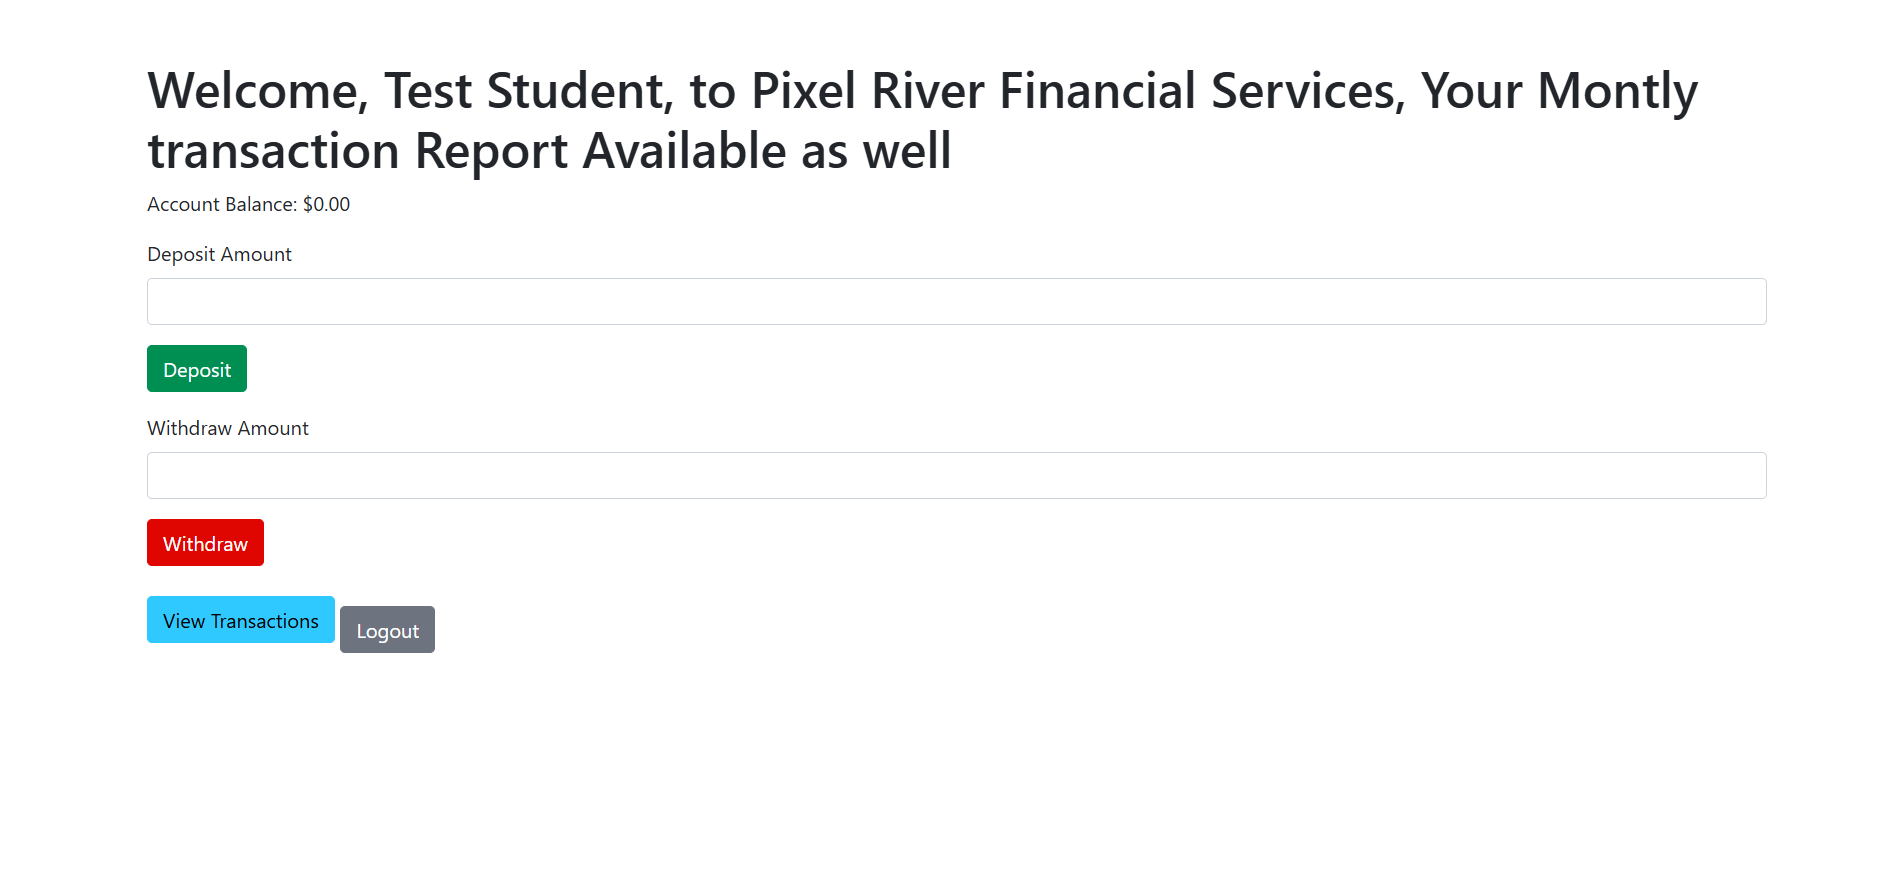 Welcome, Test Student, to Pixel River Financial Services, Your Montly
transaction Report Available as well
Account Balance: $0.00
Deposit Amount
Deposit
Withdraw Amount
Withdraw
View Transactions
Logout